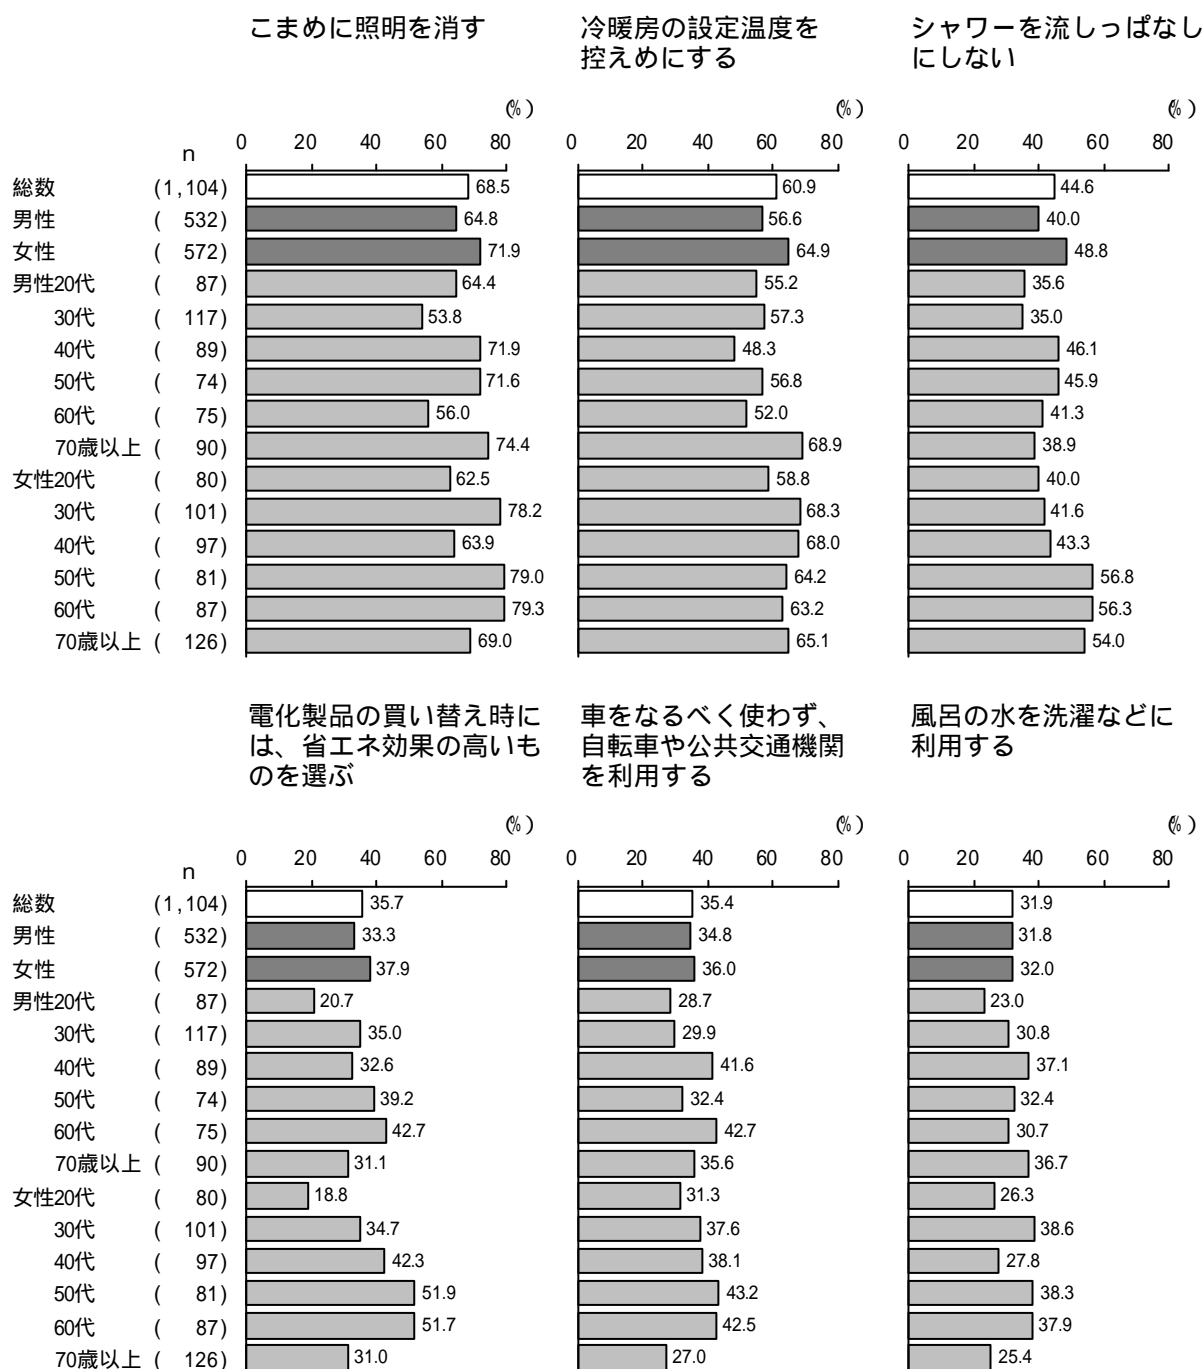 こまめに照明を消す
冷暖房の設定温度を
控えめにする
シャワーを流しっぱなし
にしない
(%) (%) (%)
0 20 40 60 80 0 20 40 60 80 0 20 40 60 80
n
総数 (1,104) 68.5 60.9 44.6
男性 ( 532) 64.8 56.6 40.0
女性 ( 572) 71.9 64.9 48.8
男性20代 ( 87) 64.4 55.2 35.6
30代 ( 117) 53.8 57.3 35.0
40代 ( 89) 71.9 48.3 46.1
50代 ( 74) 71.6 56.8 45.9
60代 ( 75) 56.0 52.0 41.3
70歳以上 ( 90) 74.4 68.9 38.9
女性20代 ( 80) 62.5 58.8 40.0
30代 ( 101) 78.2 68.3 41.6
40代 ( 97) 63.9 68.0 43.3
50代 ( 81) 79.0 64.2 56.8
60代 ( 87) 79.3 63.2 56.3
70歳以上 ( 126) 69.0 65.1 54.0
電化製品の買い替え時に
は、省エネ効果の高いも
のを選ぶ
車をなるべく使わず、
自転車や公共交通機関
を利用する
風呂の水を洗濯などに
利用する
(%) (%) (%)
0 20 40 60 80 0 20 40 60 80 0 20 40 60 80
n
総数 (1,104) 35.7 35.4 31.9
男性 ( 532) 33.3 34.8 31.8
女性 ( 572) 37.9 36.0 32.0
男性20代 ( 87) 20.7 28.7 23.0
30代 ( 117) 35.0 29.9 30.8
40代 ( 89) 32.6 41.6 37.1
50代 ( 74) 39.2 32.4 32.4
60代 ( 75) 42.7 42.7 30.7
70歳以上 ( 90) 31.1 35.6 36.7
女性20代 ( 80) 18.8 31.3 26.3
30代 ( 101) 34.7 37.6 38.6
40代 ( 97) 42.3 38.1 27.8
50代 ( 81) 51.9 43.2 38.3
60代 ( 87) 51.7 42.5 37.9
70歳以上 ( 126) 31.0 27.0 25.4